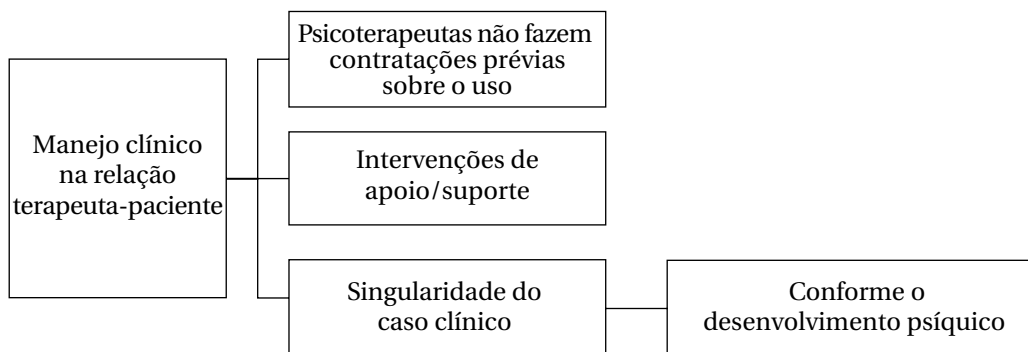 Psicoterapeutas não fazem
contratações prévias
sobre o uso
Manejo clínico
na relação
terapeuta-paciente
Intervenções de
apoio/suporte
Singularidade do
caso clínico
Conforme o
desenvolvimento psíquico